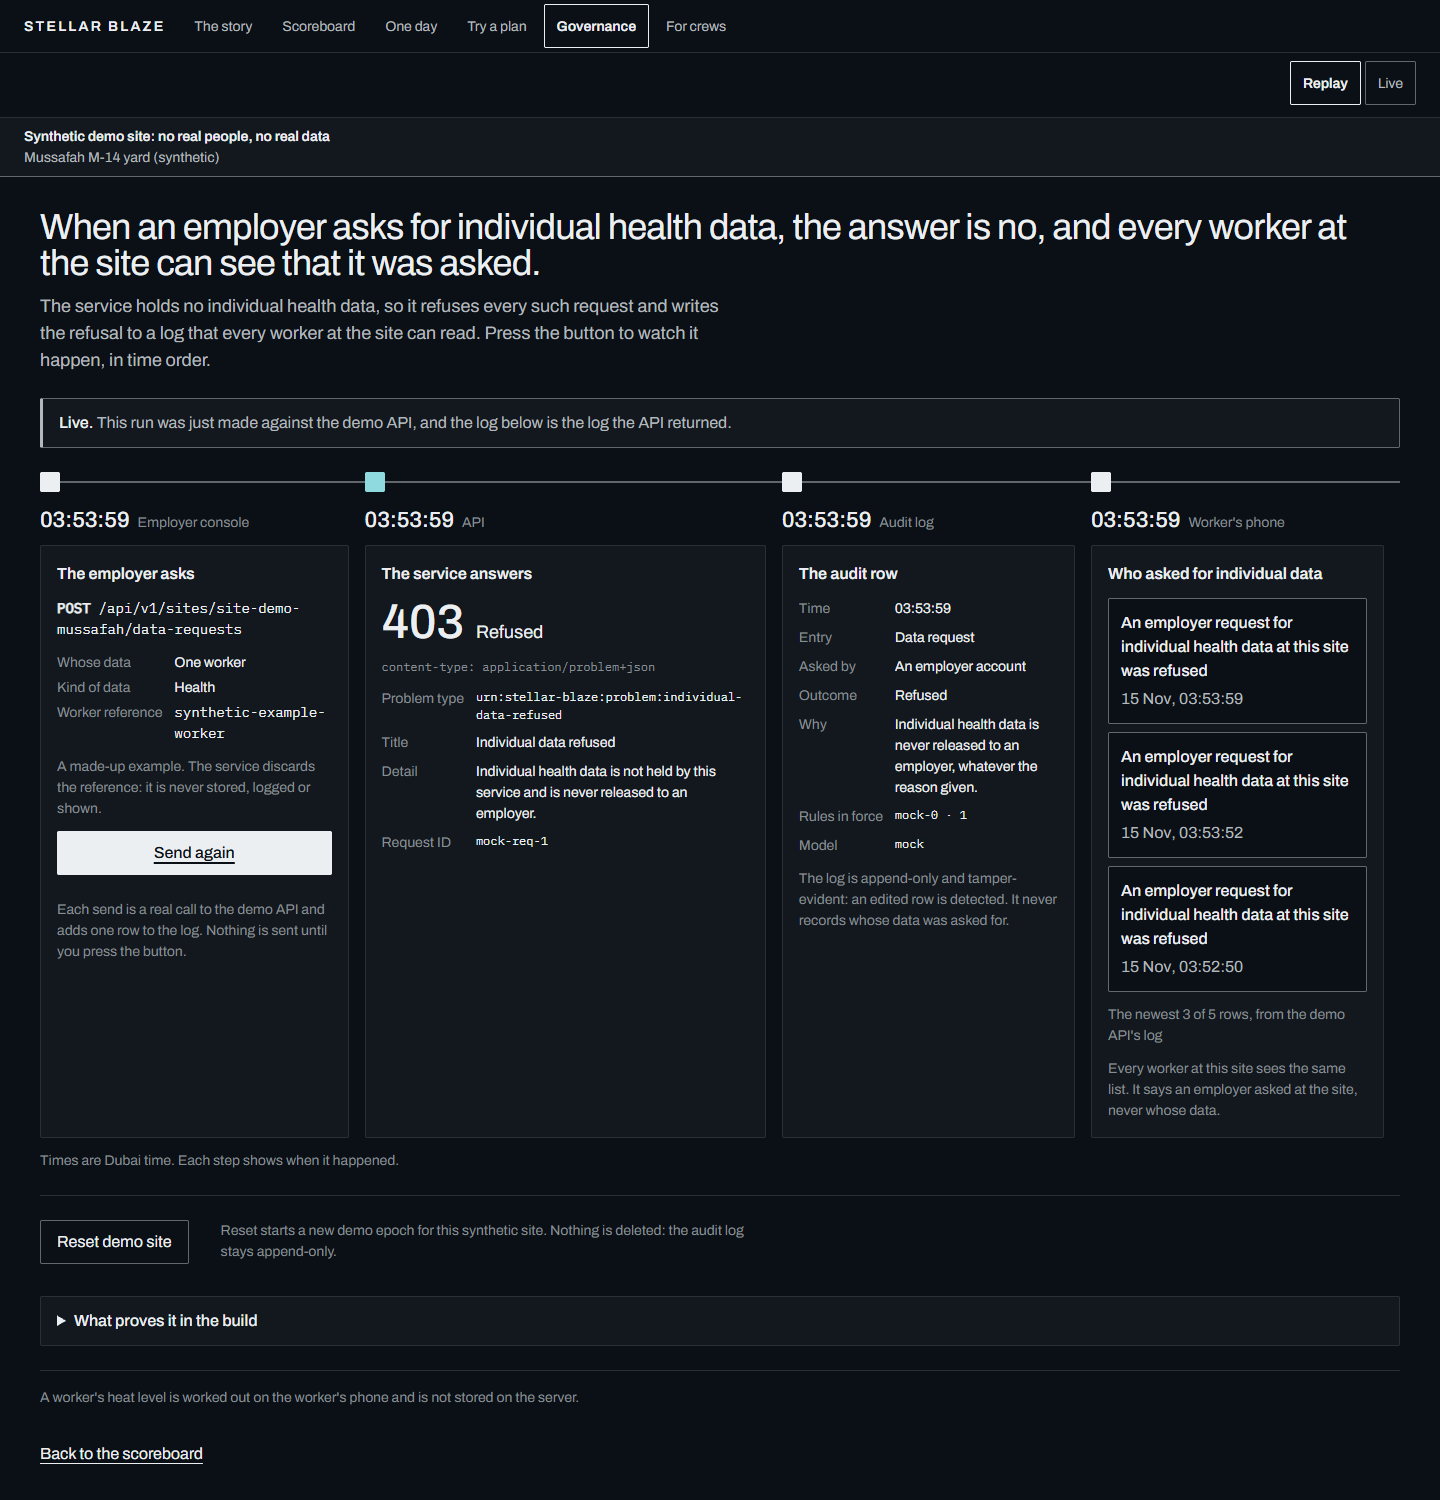 STELLAR BLAZE The story Scoreboard One day Try a plan Governance For crews
Replay Live
Synthetic demo site: no real people, no real data
Mussafah M-14 yard (synthetic)
When an employer asks for individual health data, the answer is no, and every worker at
the site can see that it was asked.
The service holds no individual health data, so it refuses every such request and writes
the refusal to a log that every worker at the site can read. Press the button to watch it
happen, in time order.
Live. This run was just made against the demo API, and the log below is the log the API returned.
03:53:59 Employer console
The employer asks
POST /api/v1/sites/site-demo-
mussafah/data-requests
Whose data One worker
Kind of data Health
Worker reference synthetic-example-
worker
A made-up example. The service discards
the reference: it is never stored, logged or
shown.
Send again
Each send is a real call to the demo API and
adds one row to the log. Nothing is sent until
you press the button.
03:53:59 API
The service answers
403 Refused
content-type: application/problem+json
Problem type urn:stellar-blaze:problem:individual-
data-refused
Title Individual data refused
Detail Individual health data is not held by this
service and is never released to an
employer.
Request ID mock-req-1
03:53:59 Audit log
The audit row
Time 03:53:59
Entry Data request
Asked by An employer account
Outcome Refused
Why Individual health data is
never released to an
employer, whatever the
reason given.
Rules in force mock-0 · 1
Model mock
The log is append-only and tamper-
evident: an edited row is detected. It never
records whose data was asked for.
03:53:59 Worker's phone
Who asked for individual data
An employer request for
individual health data at this site
was refused
15 Nov, 03:53:59
An employer request for
individual health data at this site
was refused
15 Nov, 03:53:52
An employer request for
individual health data at this site
was refused
15 Nov, 03:52:50
The newest 3 of 5 rows, from the demo
API's log
Every worker at this site sees the same
list. It says an employer asked at the site,
never whose data.
Times are Dubai time. Each step shows when it happened.
Reset demo site
Reset starts a new demo epoch for this synthetic site. Nothing is deleted: the audit log
stays append-only.
What proves it in the build
A worker's heat level is worked out on the worker's phone and is not stored on the server.
Back to the scoreboard